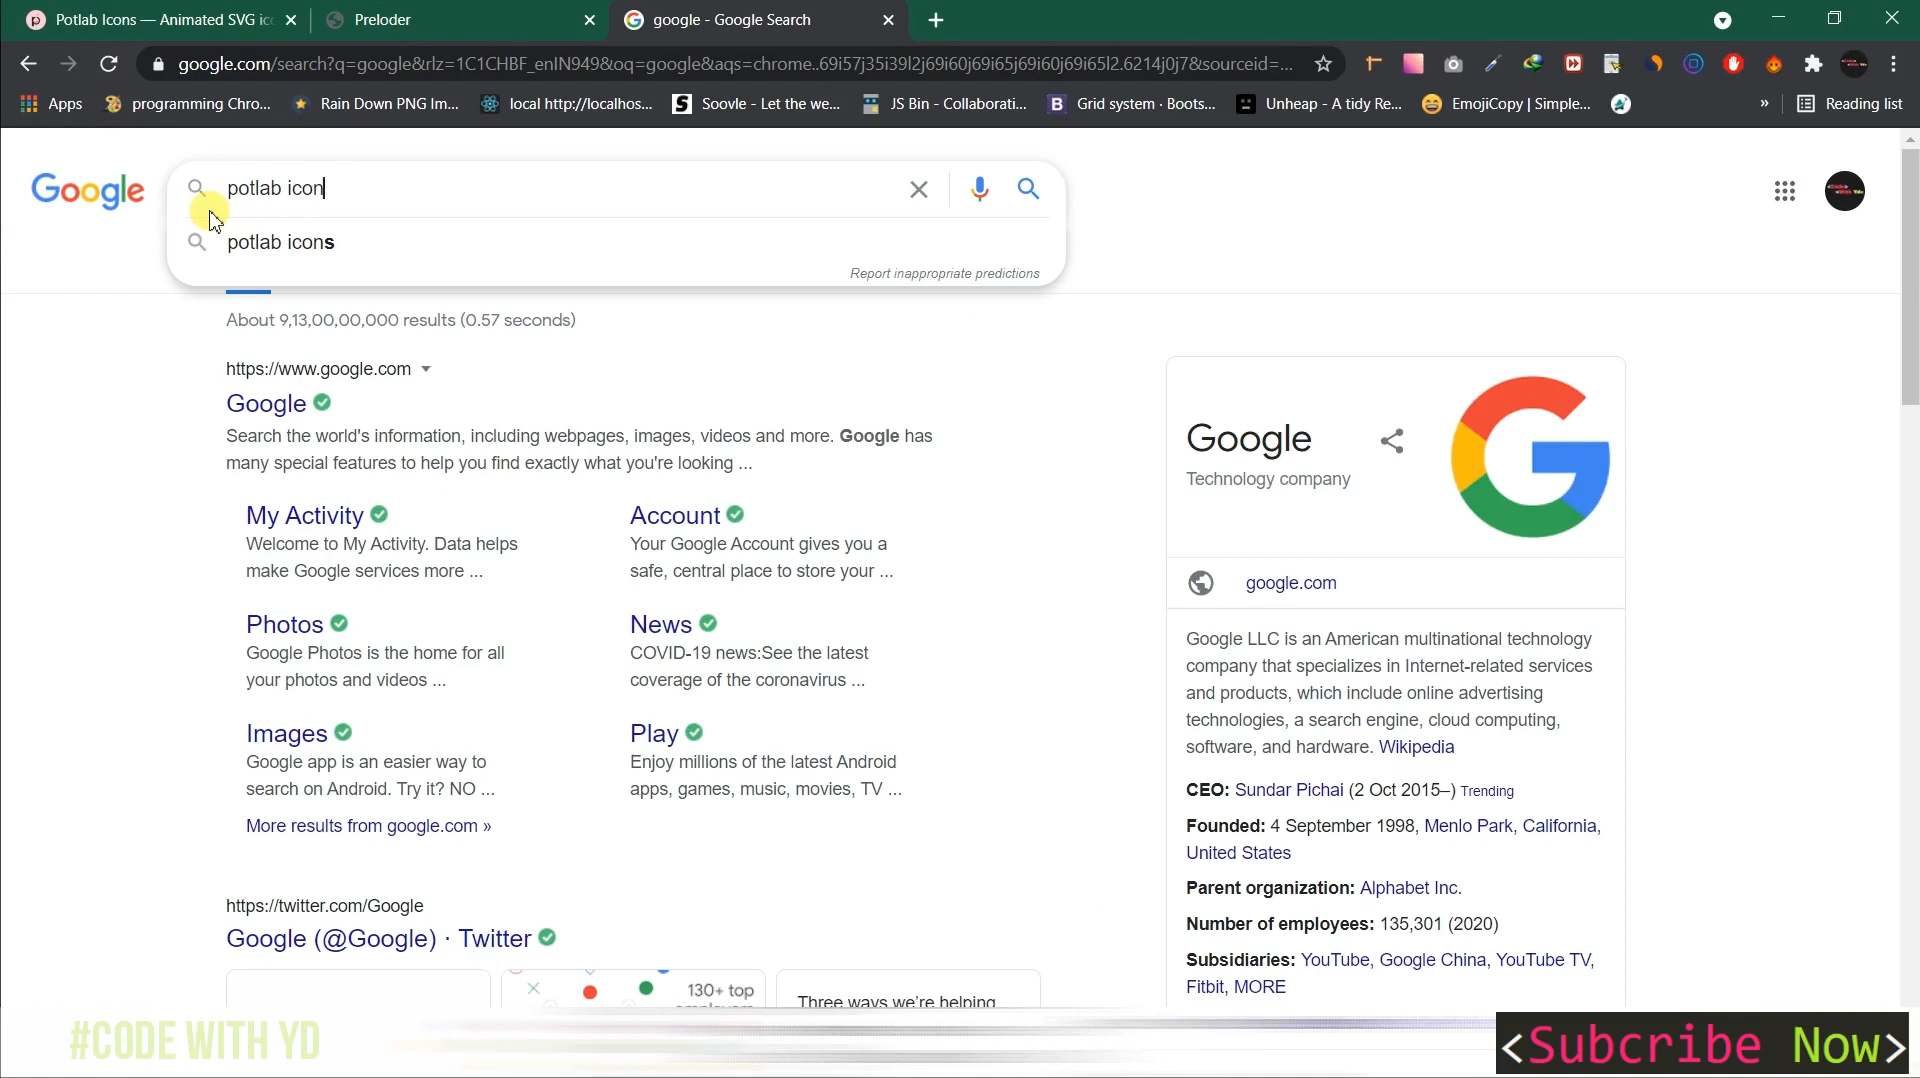 Potlab Icons — Animated SVG ic
Preloder
google - Google Search
google.com/search?q=google&rlz=1C1CHBF_enIN949&oq=google&aqs=chrome..69i57j35i39l2j69i60j69i65j69i60j69i65l2.6214j0j7&sourceid=...
Apps
programming Chro...
Rain Down PNG Im...
local http://localhos...
Soovle - Let the we...
JS Bin - Collaborati...
Grid system · Boots...
Unheap - A tidy Re...
EmojiCopy | Simple...
»
Reading list
Google
potlab icon
potlab icons
Report inappropriate predictions
About 9,13,00,00,000 results (0.57 seconds)
https://www.google.com
Google
Search the world's information, including webpages, images, videos and more. Google has
many special features to help you find exactly what you're looking ...
My Activity
Welcome to My Activity. Data helps
make Google services more ...
Account
Your Google Account gives you a
safe, central place to store your ...
Photos
Google Photos is the home for all
your photos and videos ...
News
COVID-19 news:See the latest
coverage of the coronavirus ...
Images
Google app is an easier way to
search on Android. Try it? NO ...
Play
Enjoy millions of the latest Android
apps, games, music, movies, TV ...
More results from google.com »
https://twitter.com/Google
Google (@Google) · Twitter
130+ top
Three ways we're helping
Google
Technology company
google.com
Google LLC is an American multinational technology
company that specializes in Internet-related services
and products, which include online advertising
technologies, a search engine, cloud computing,
software, and hardware. Wikipedia
CEO: Sundar Pichai (2 Oct 2015–) Trending
Founded: 4 September 1998, Menlo Park, California,
United States
Parent organization: Alphabet Inc.
Number of employees: 135,301 (2020)
Subsidiaries: YouTube, Google China, YouTube TV,
Fitbit, MORE
#CODE WITH YD
<Subcribe Now>